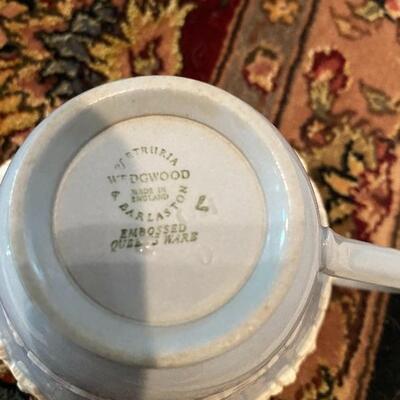 OF ETRURIA
WEDGWOOD
MADE IN
ENGLAND
& BARLASTON
EMBOSSED
QUEEN'S WARE